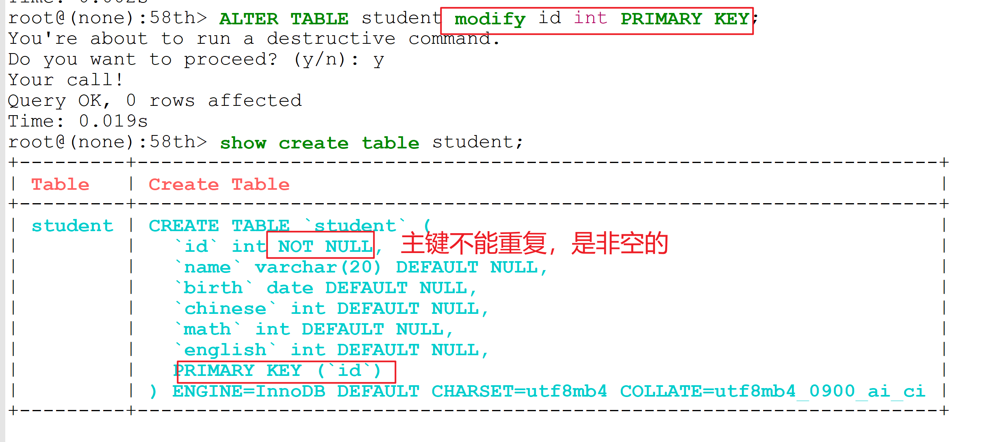 Time: 0.002s
root@(none):58th> ALTER TABLE student modify id int PRIMARY KEY;
You're about to run a destructive command.
Do you want to proceed? (y/n): y
Your call!
Query OK, 0 rows affected
Time: 0.019s
root@(none):58th> show create table student;
+---------+--------------------------------------------------------------------+
| Table   | Create Table                                                       |
+---------+--------------------------------------------------------------------+
| student | CREATE TABLE `student` (                                           |
|         |   `id` int NOT NULL, 主键不能重复，是非空的 |
|         |   `name` varchar(20) DEFAULT NULL,                                 |
|         |   `birth` date DEFAULT NULL,                                       |
|         |   `chinese` int DEFAULT NULL,                                      |
|         |   `math` int DEFAULT NULL,                                         |
|         |   `english` int DEFAULT NULL,                                      |
|         |   PRIMARY KEY (`id`)                                               |
|         | ) ENGINE=InnoDB DEFAULT CHARSET=utf8mb4 COLLATE=utf8mb4_0900_ai_ci |
+---------+--------------------------------------------------------------------+